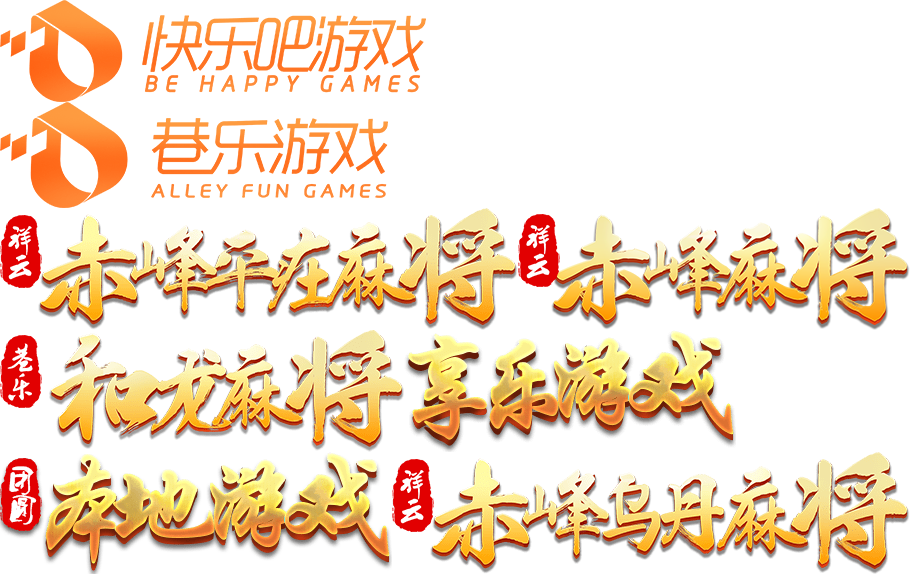 快乐吧游戏
BE HAPPY GAMES
巷乐游戏
ALLEY FUN GAMES
祥云
赤峰平庄麻将
祥云
赤峰麻将
巷乐
和龙麻将
享乐游戏
团圆
本地游戏
祥云
赤峰乌丹麻将